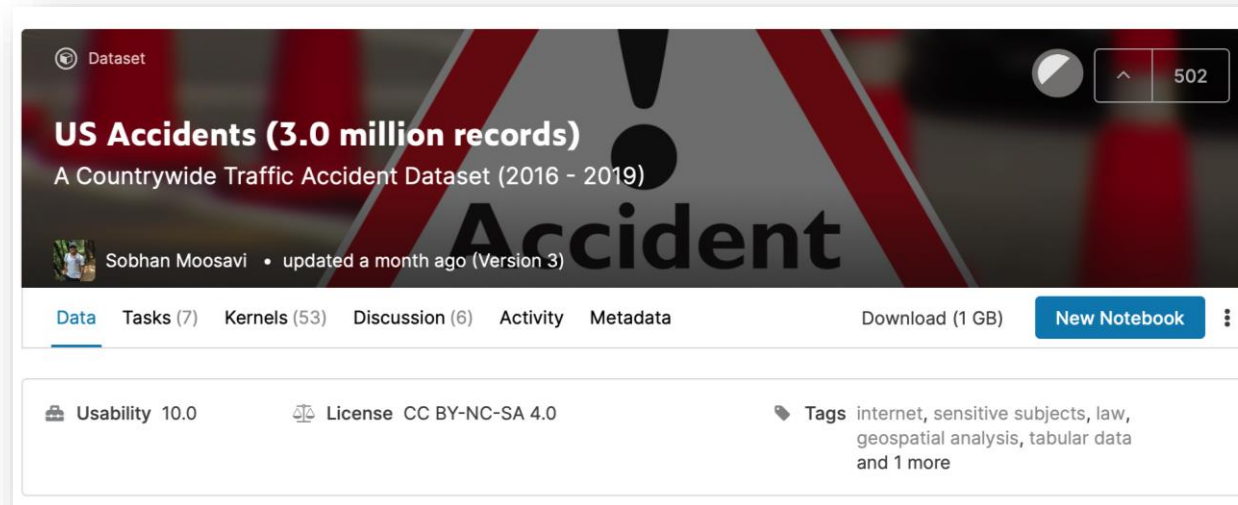 Dataset
502
US Accidents (3.0 million records)
A Countrywide Traffic Accident Dataset (2016 - 2019)
Accident
Sobhan Moosavi • updated a month ago (Version 3)
Data Tasks (7) Kernels (53) Discussion (6) Activity Metadata Download (1 GB) New Notebook
Usability 10.0 License CC BY-NC-SA 4.0 Tags internet, sensitive subjects, law,
geospatial analysis, tabular data
and 1 more